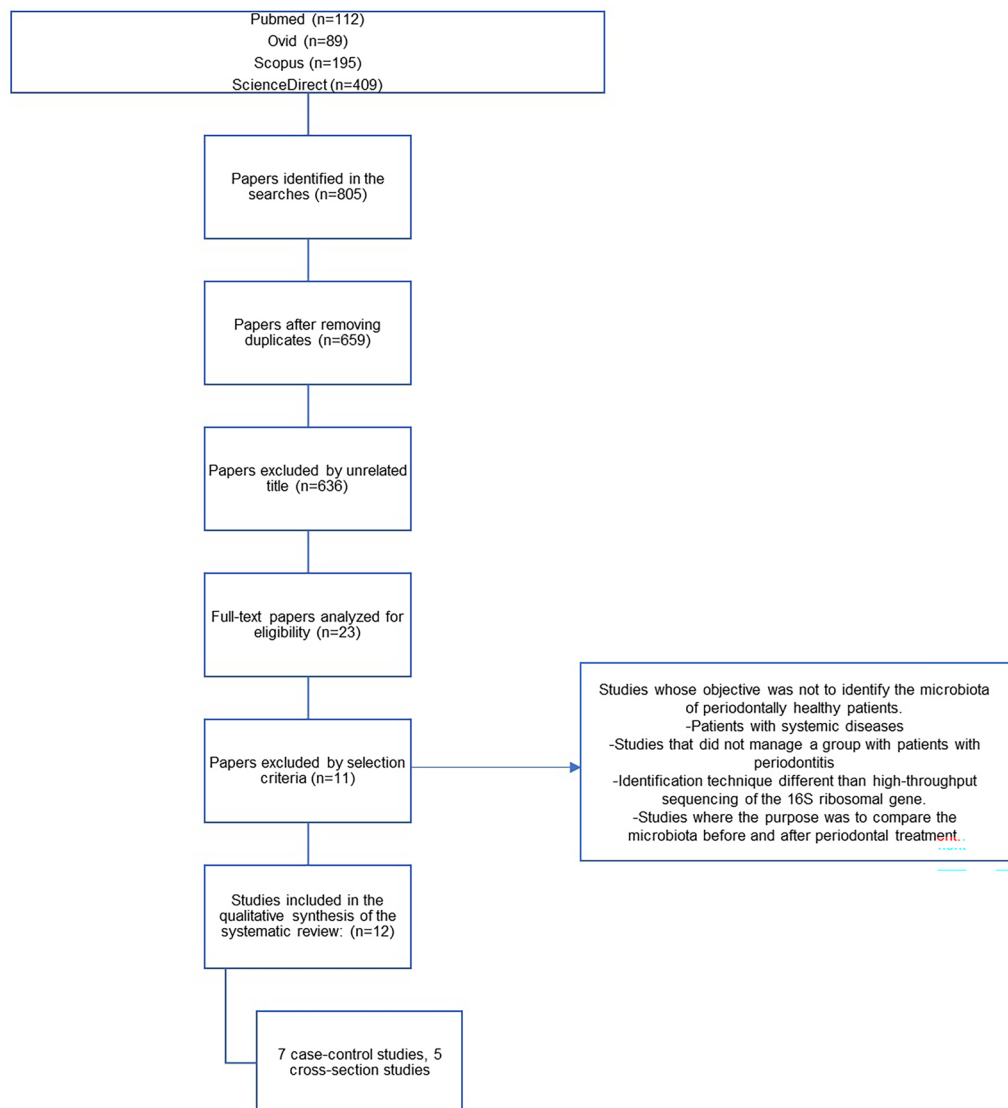 Pubmed (n=112)
Ovid (n=89)
Scopus (n=195)
ScienceDirect (n=409)
Papers identified in the
searches (n=805)
Papers after removing
duplicates (n=659)
Papers excluded by unrelated
title (n=636)
Full-text papers analyzed for
eligibility (n=23)
Papers excluded by selection
criteria (n=11)
Studies whose objective was not to identify the microbiota
of periodontally healthy patients.
-Patients with systemic diseases
-Studies that did not manage a group with patients with
periodontitis
-Identification technique different than high-throughput
sequencing of the 16S ribosomal gene.
-Studies where the purpose was to compare the
microbiota before and after periodontal treatment.
Studies included in the
qualitative synthesis of the
systematic review: (n=12)
7 case-control studies, 5
cross-section studies